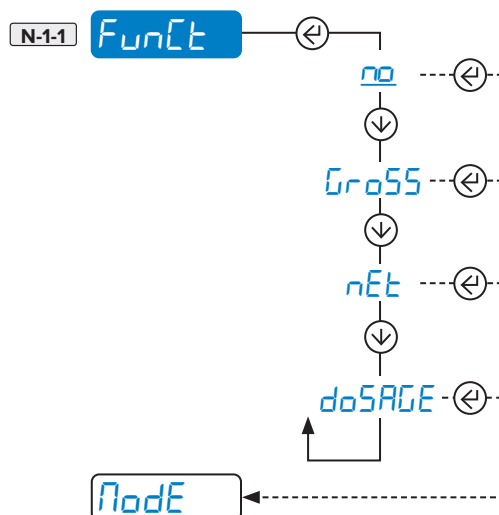 N-1-1 FunCt
no
GroSS
nEt
doSAGE
ModE